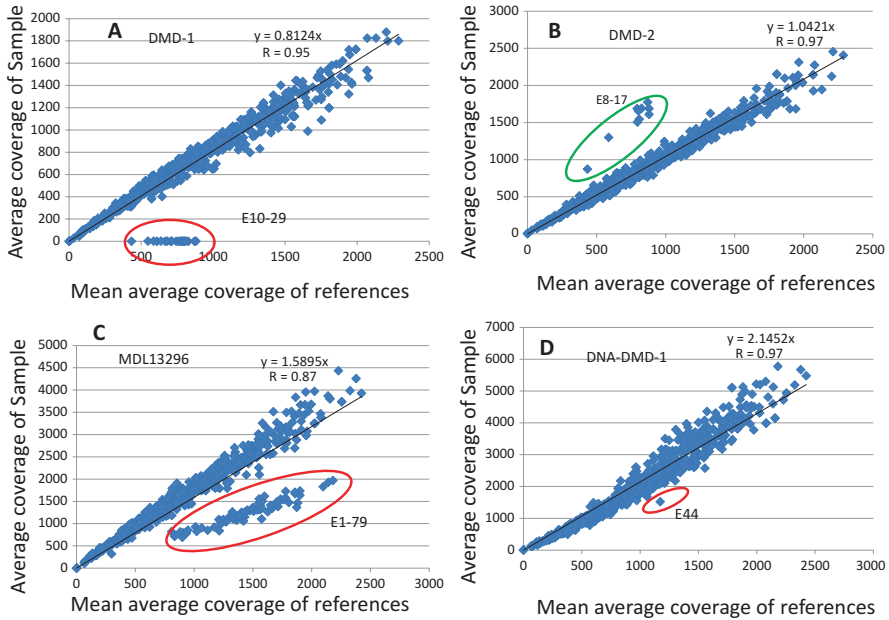 A
DMD-1
y = 0.8124x
R = 0.95
Average coverage of Sample
2000
1800
1600
1400
1200
1000
800
600
400
200
0
E10-29
0 500 1000 1500 2000 2500
Mean average coverage of references
B
DMD-2
y = 1.0421x
R = 0.97
Average coverage of Sample
3000
2500
2000
1500
1000
500
0
E8-17
0 500 1000 1500 2000 2500
Mean average coverage of references
C
MDL13296
y = 1.5895x
R = 0.87
Average coverage of Sample
5000
4500
4000
3500
3000
2500
2000
1500
1000
500
0
E1-79
0 500 1000 1500 2000 2500 3000
Mean average coverage of references
D
DNA-DMD-1
y = 2.1452x
R = 0.97
Average coverage of Sample
7000
6000
5000
4000
3000
2000
1000
0
E44
0 500 1000 1500 2000 2500 3000
Mean average coverage of references